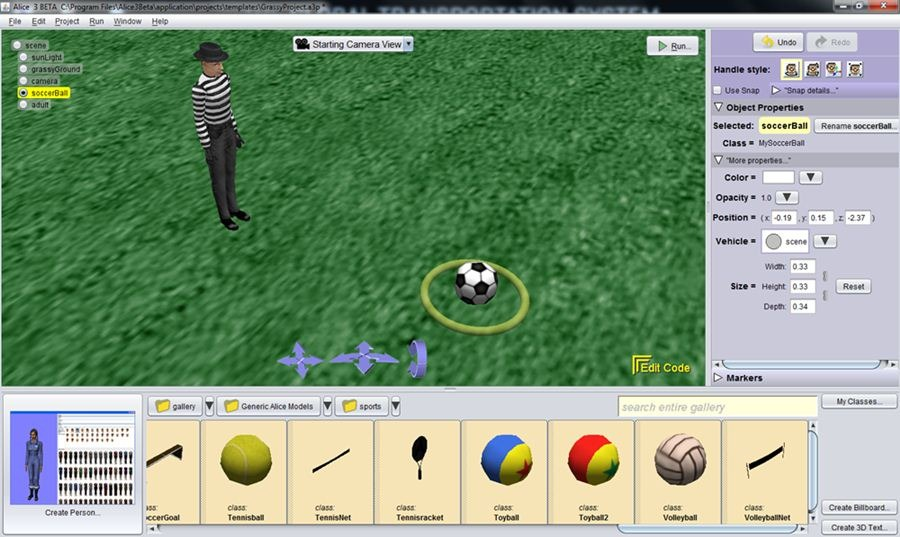 Alice 3 BETA C:\Program Files\Alice3Beta\application\projects\templates\GrassyProject.a3p *
File Edit Project Run Window Help
scene
sunLight
grassyGround
camera
soccerBall
adult
Starting Camera View
Run...
Edit Code
Undo Redo
Handle style:
Use Snap "Snap details..."
Object Properties
Selected: soccerBall Rename soccerBall...
Class = MySoccerBall
"More properties..."
Color =
Opacity = 1.0
Position = ( x: -0.19 , y: 0.15 , z: -2.37 )
Vehicle = scene
Width: 0.33
Size = Height: 0.33 Reset
Depth: 0.34
Markers
Create Person...
gallery Generic Alice Models sports
search entire gallery
My Classes...
class: class: class: class: class: class: class:
Tennisball TennisNet Tennisracket Toyball Toyball2 Volleyball VolleyballNet
Create Billboard...
Create 3D Text...